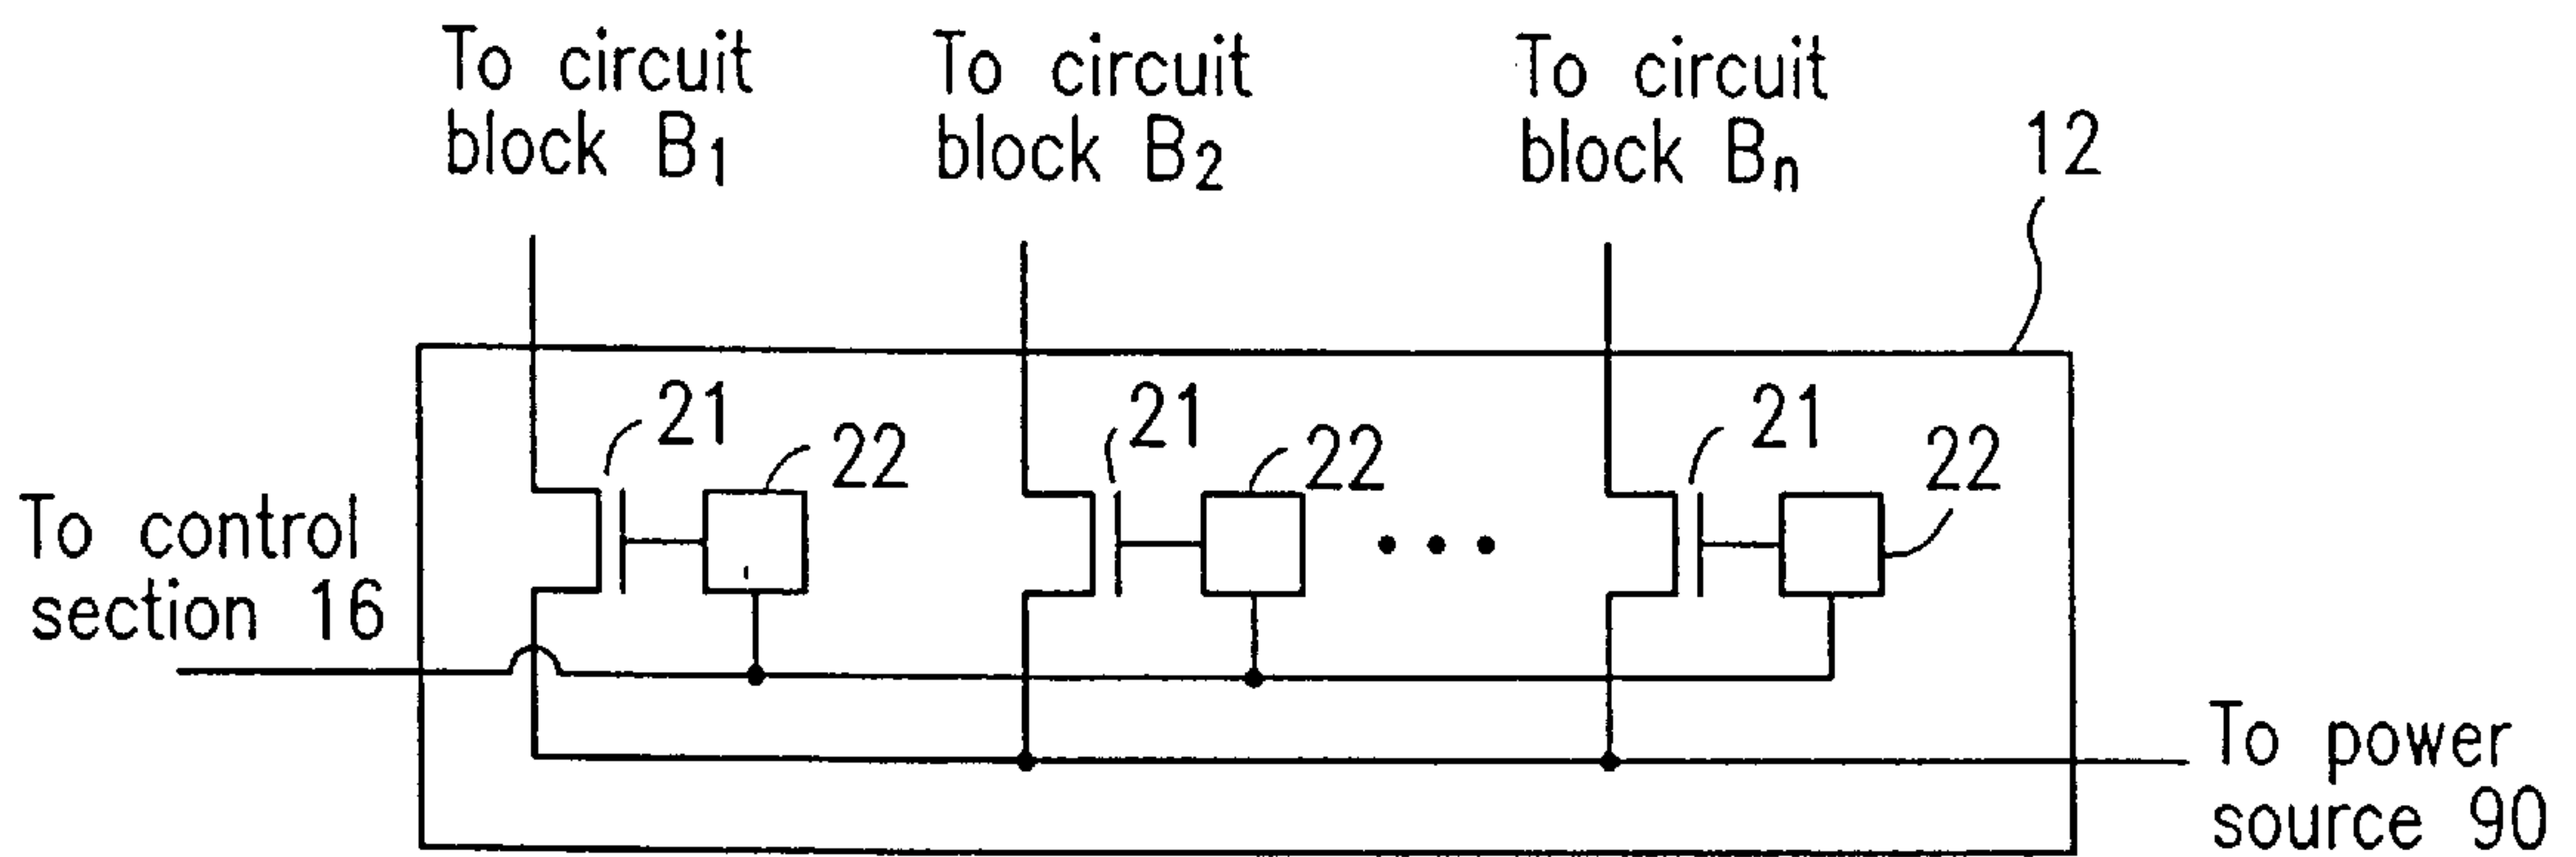 To circuit
block B1
To circuit
block B2
To circuit
block Bn
12
21
22
21
22
21
22
To control
section 16
To power
source 90